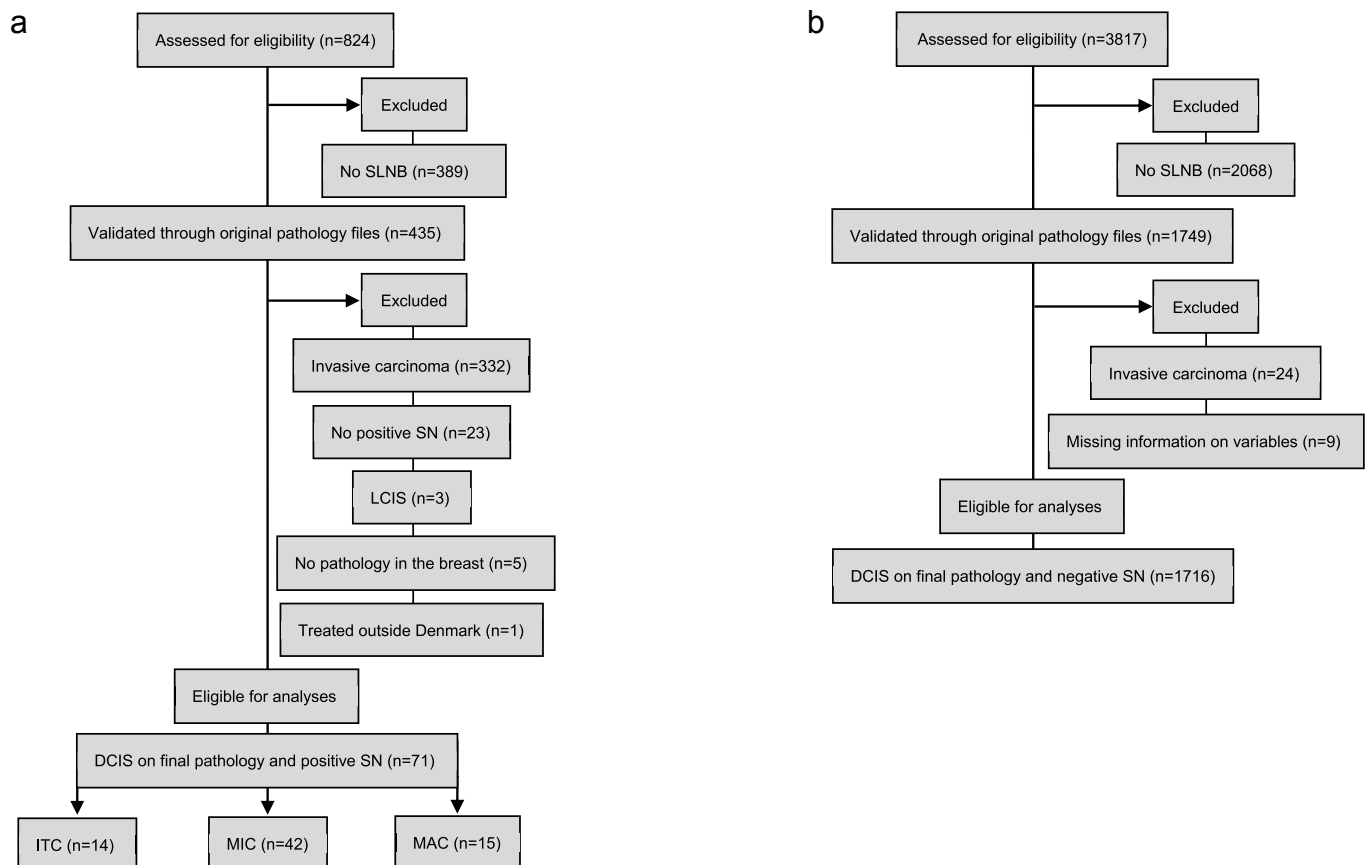 a
Assessed for eligibility (n=824)
Excluded
No SLNB (n=389)
Validated through original pathology files (n=435)
Excluded
Invasive carcinoma (n=332)
No positive SN (n=23)
LCIS (n=3)
No pathology in the breast (n=5)
Treated outside Denmark (n=1)
Eligible for analyses
DCIS on final pathology and positive SN (n=71)
ITC (n=14)
MIC (n=42)
MAC (n=15)
b
Assessed for eligibility (n=3817)
Excluded
No SLNB (n=2068)
Validated through original pathology files (n=1749)
Excluded
Invasive carcinoma (n=24)
Missing information on variables (n=9)
Eligible for analyses
DCIS on final pathology and negative SN (n=1716)